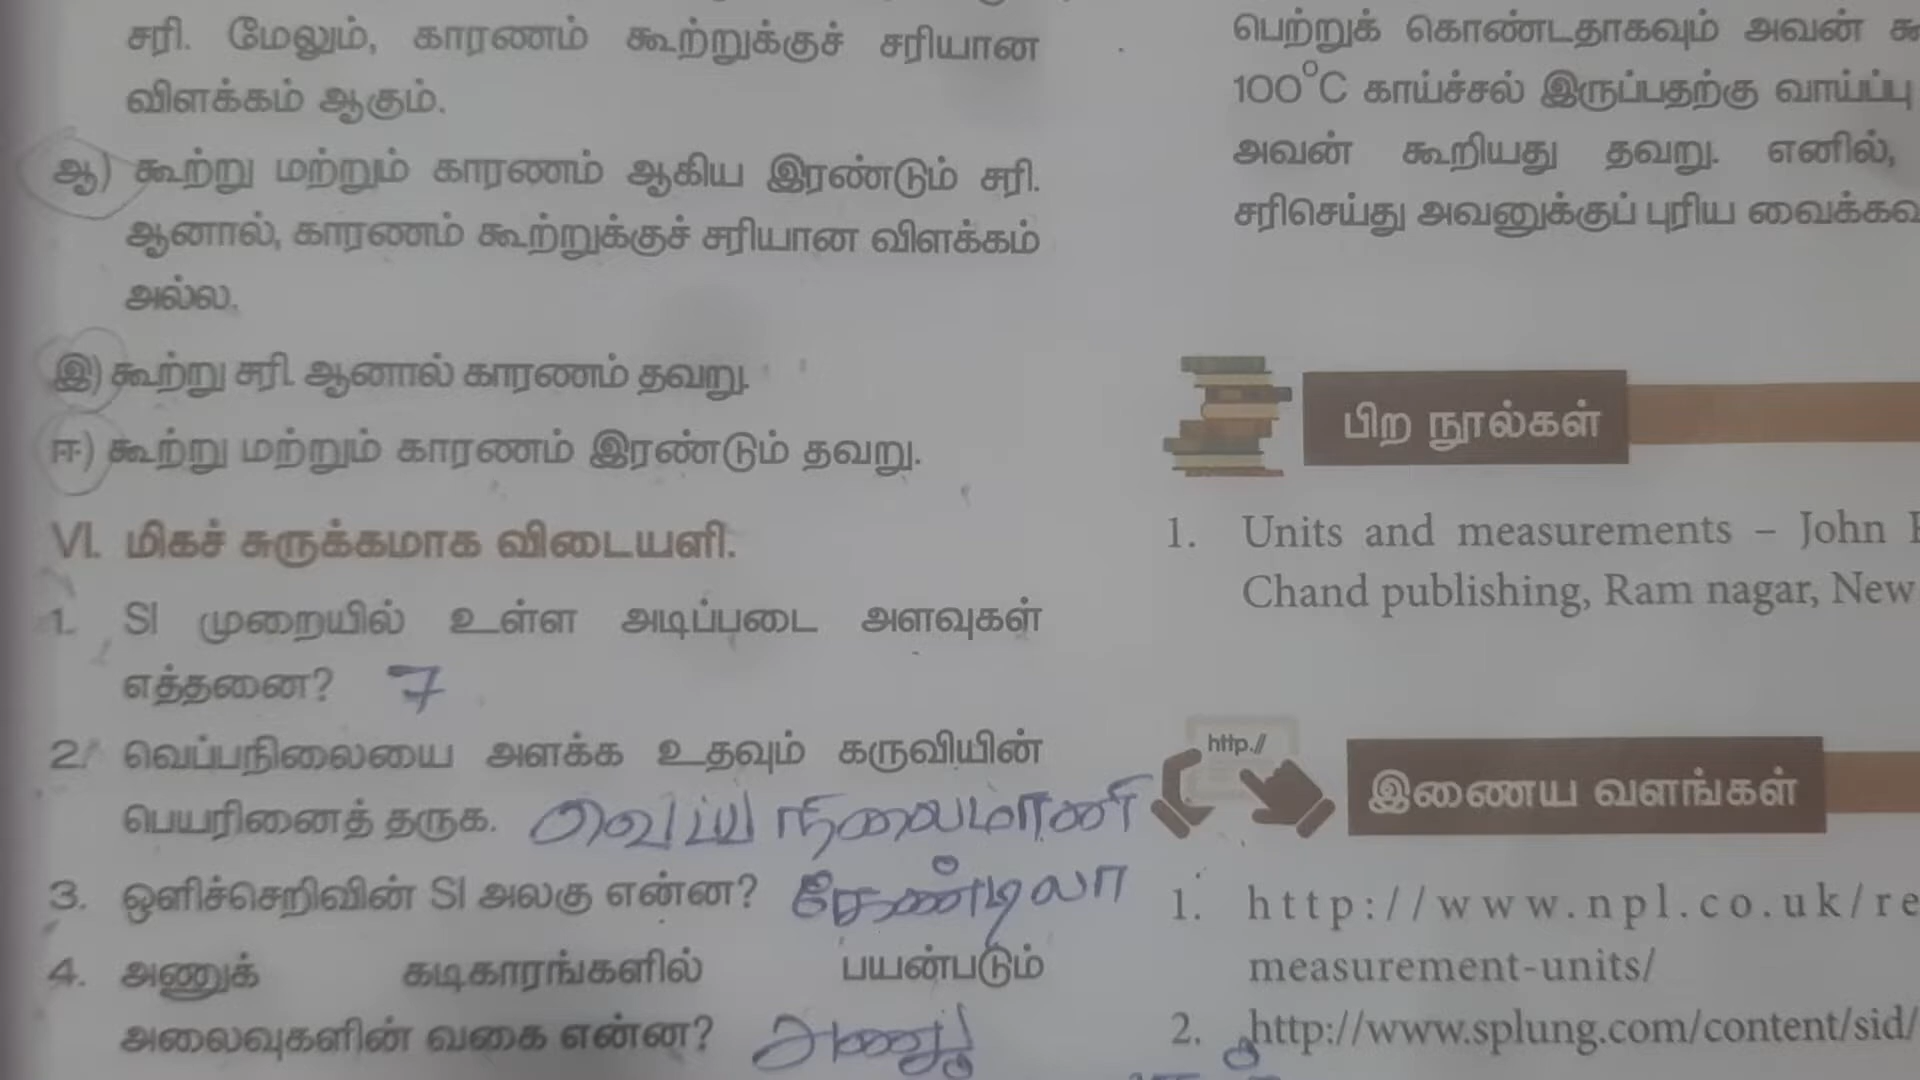 சரி. மேலும், காரணம் கூற்றுக்குச் சரியான
விளக்கம் ஆகும்.
ஆ) கூற்று மற்றும் காரணம் ஆகிய இரண்டும் சரி.
ஆனால், காரணம் கூற்றுக்குச் சரியான விளக்கம்
அல்ல.
இ) கூற்று சரி. ஆனால் காரணம் தவறு.
ஈ) கூற்று மற்றும் காரணம் இரண்டும் தவறு.
VI. மிகச் சுருக்கமாக விடையளி.
1. SI முறையில் உள்ள அடிப்படை அளவுகள்
எத்தனை? 7
2. வெப்பநிலையை அளக்க உதவும் கருவியின்
பெயரினைத் தருக. வெப்ப நிலைமானி
3. ஒளிச்செறிவின் SI அலகு என்ன? கேண்டிலா
4. அணுக் கடிகாரங்களில் பயன்படும்
அலைவுகளின் வகை என்ன? அணு
பெற்றுக் கொண்டதாகவும் அவன்
100°C காய்ச்சல் இருப்பதற்கு வாய்ப்பு
அவன் கூறியது தவறு. எனில்,
சரிசெய்து அவனுக்குப் புரிய
பிற நூல்கள்
1. Units and measurements – John
Chand publishing, Ram nagar, New
http://
இணைய வளங்கள்
1. http://www.npl.co.uk/re
measurement-units/
2. http://www.splung.com/content/sid/